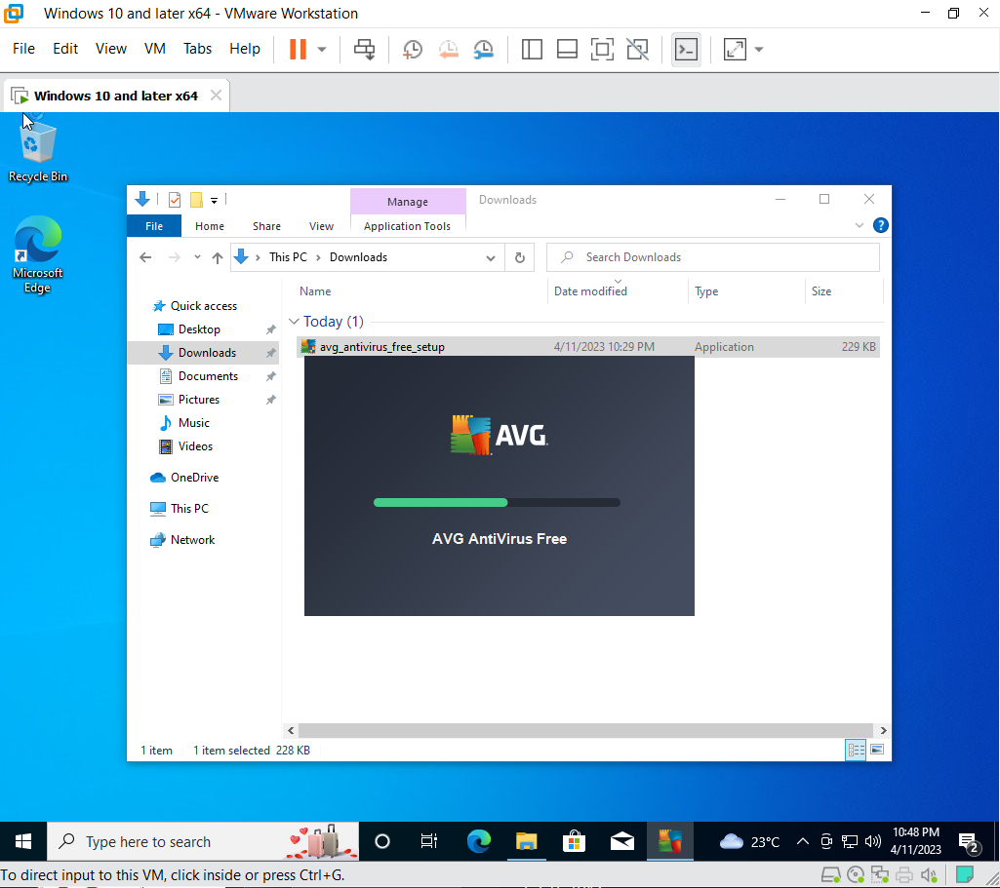 Windows 10 and later x64 - VMware Workstation
File Edit View VM Tabs Help
Windows 10 and later x64
Recycle Bin
Microsoft
Edge
Manage Downloads
File Home Share View Application Tools
This PC Downloads Search Downloads
Name Date modified Type Size
Quick access
Desktop
Downloads
Documents
Pictures
Music
Videos
OneDrive
This PC
Network
Today (1)
avg_antivirus_free_setup 4/11/2023 10:29 PM Application 229 KB
AVG
AVG AntiVirus Free
1 item 1 item selected 228 KB
Type here to search
23°C
10:48 PM
4/11/2023
2
To direct input to this VM, click inside or press Ctrl+G.